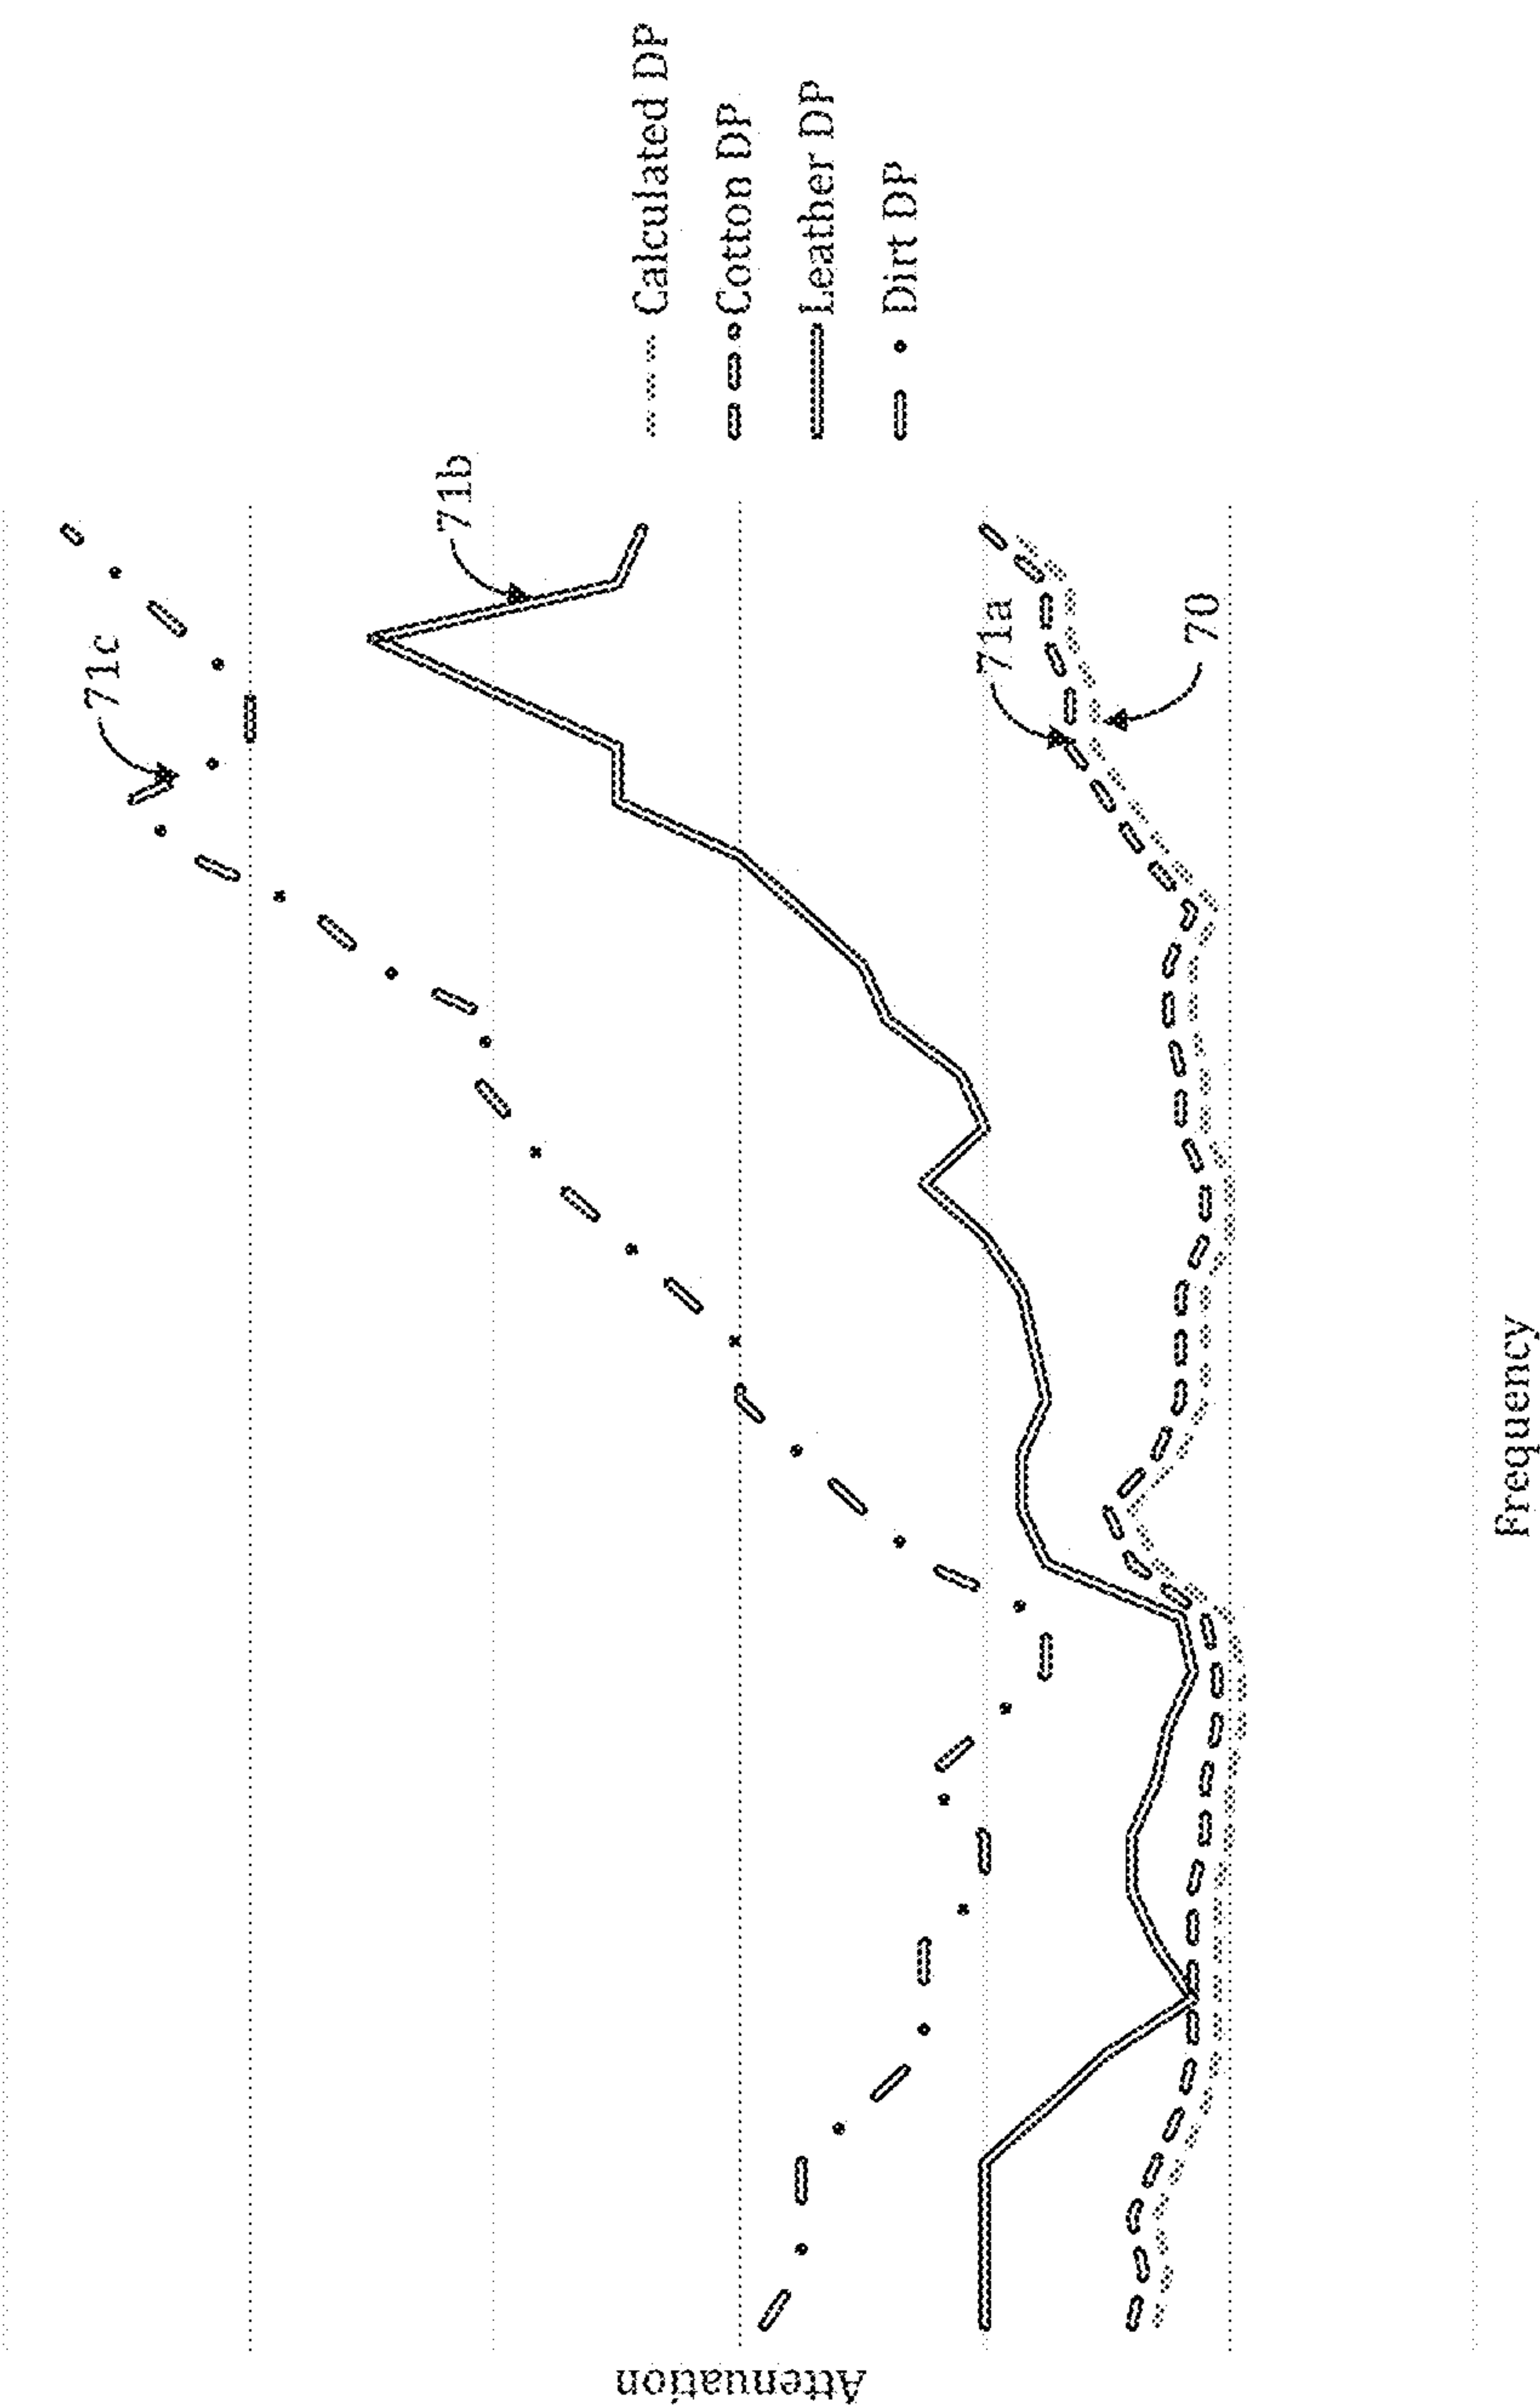 71c
71b
71a
70
Calculated DP
Cotton DP
Leather DP
Dirt DP
Attenuation
Frequency